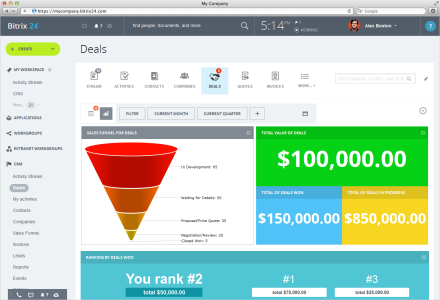 My Company
https://mycompany.bitrix24.com
Google
Bitrix 24
find people, documents, and more
5:14 PM
WORKING
Alex Boston
?
CREATE
Deals
MY WORKSPACE
Activity Stream
CRM
More...
APPLICATIONS
WORKGROUPS
EXTRANET WORKGROUPS
CRM
Activity Stream
Deals
My activities
Contacts
Companies
Sales Funnel
Invoices
Leads
Reports
Events
STREAM
ACTIVITIES
CONTACTS
COMPANIES
DEALS
QUOTES
INVOICES
MORE...
FILTER
CURRENT MONTH
CURRENT QUARTER
+
SALES FUNNEL FOR DEALS
In Development: 65
Waiting for Details: 50
Proposal/Price Quote: 35
Negotiation/Review: 20
Closed Won: 5
TOTAL VALUE OF DEALS
$100,000.00
TOTAL OF DEALS WON
$150,000.00
TOTAL OF DEALS IN PROGRESS
$850,000.00
RANKING BY DEALS WON
You rank #2
total $50,000.00
#1
total $75,000.00
#3
total $25,000.00